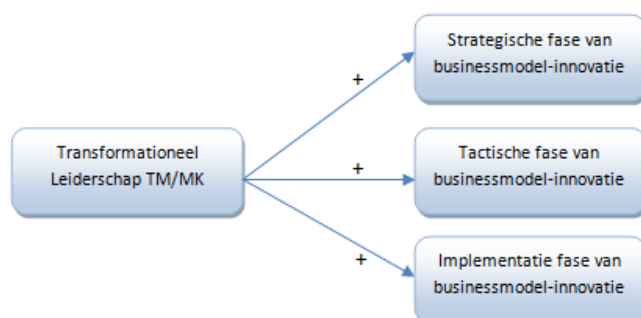 Strategische fase van
businessmodel-innovatie
+
Transformationeel
Leiderschap TM/MK
+
Tactische fase van
businessmodel-innovatie
+
Implementatie fase van
businessmodel-innovatie